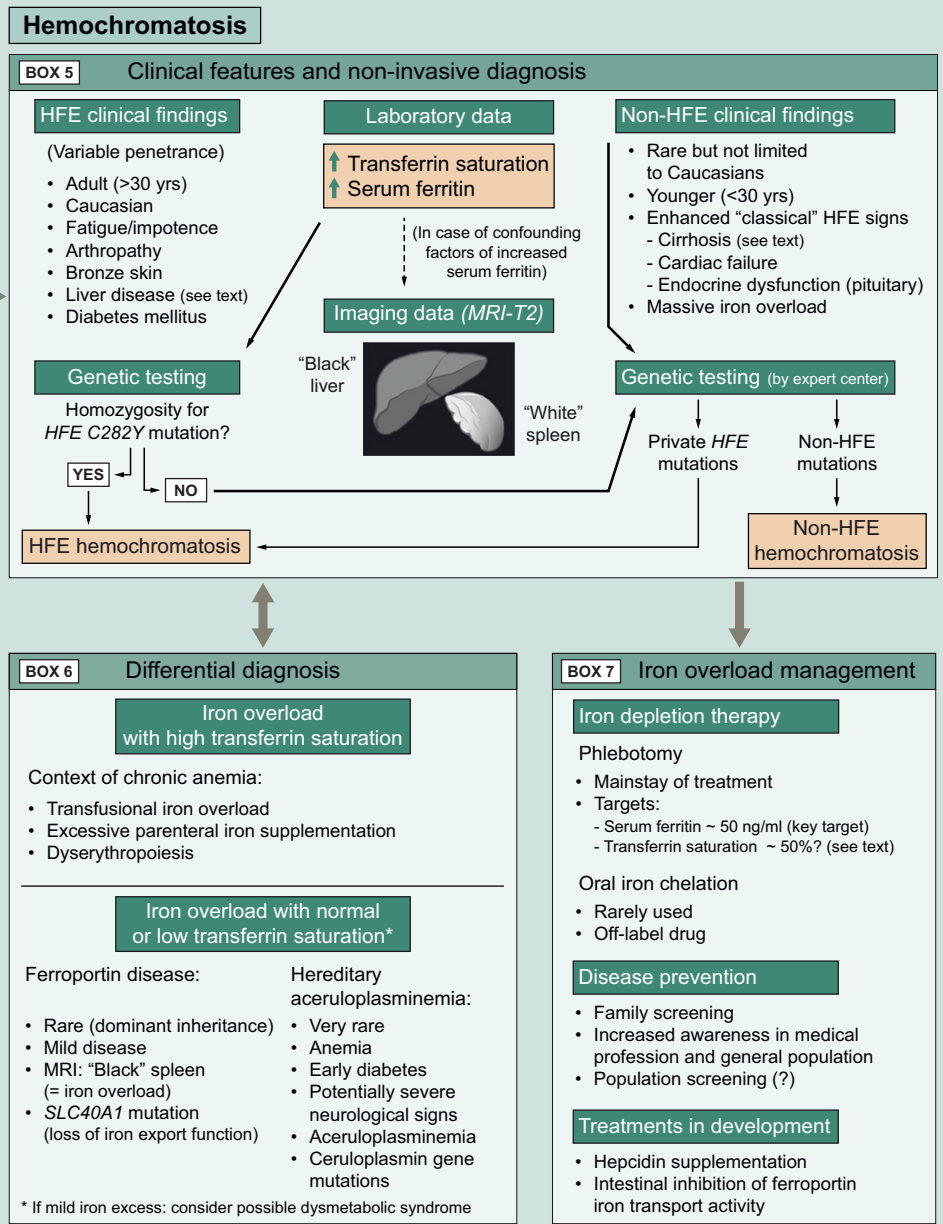 Hemochromatosis
BOX 5 Clinical features and non-invasive diagnosis
HFE clinical findings
(Variable penetrance)
• Adult (>30 yrs)
• Caucasian
• Fatigue/impotence
• Arthropathy
• Bronze skin
• Liver disease (see text)
• Diabetes mellitus
Laboratory data
↑ Transferrin saturation
↑ Serum ferritin
(In case of confounding
factors of increased
serum ferritin)
Imaging data (MRI-T2)
“Black”
liver
“White”
spleen
Non-HFE clinical findings
• Rare but not limited
to Caucasians
• Younger (<30 yrs)
• Enhanced “classical” HFE signs
- Cirrhosis (see text)
- Cardiac failure
- Endocrine dysfunction (pituitary)
• Massive iron overload
Genetic testing
Homozygosity for
HFE C282Y mutation?
YES
NO
HFE hemochromatosis
Genetic testing (by expert center)
Private HFE
mutations
Non-HFE
mutations
Non-HFE
hemochromatosis
BOX 6 Differential diagnosis
Iron overload
with high transferrin saturation
Context of chronic anemia:
• Transfusional iron overload
• Excessive parenteral iron supplementation
• Dyserythropoiesis
Iron overload with normal
or low transferrin saturation*
Ferroportin disease:
• Rare (dominant inheritance)
• Mild disease
• MRI: “Black” spleen
(= iron overload)
• SLC40A1 mutation
(loss of iron export function)
Hereditary
aceruloplasminemia:
• Very rare
• Anemia
• Early diabetes
• Potentially severe
neurological signs
• Aceruloplasminemia
• Ceruloplasmin gene
mutations
* If mild iron excess: consider possible dysmetabolic syndrome
BOX 7 Iron overload management
Iron depletion therapy
Phlebotomy
• Mainstay of treatment
• Targets:
- Serum ferritin ~ 50 ng/ml (key target)
- Transferrin saturation ~ 50%? (see text)
Oral iron chelation
• Rarely used
• Off-label drug
Disease prevention
• Family screening
• Increased awareness in medical
profession and general population
• Population screening (?)
Treatments in development
• Hepcidin supplementation
• Intestinal inhibition of ferroportin
iron transport activity